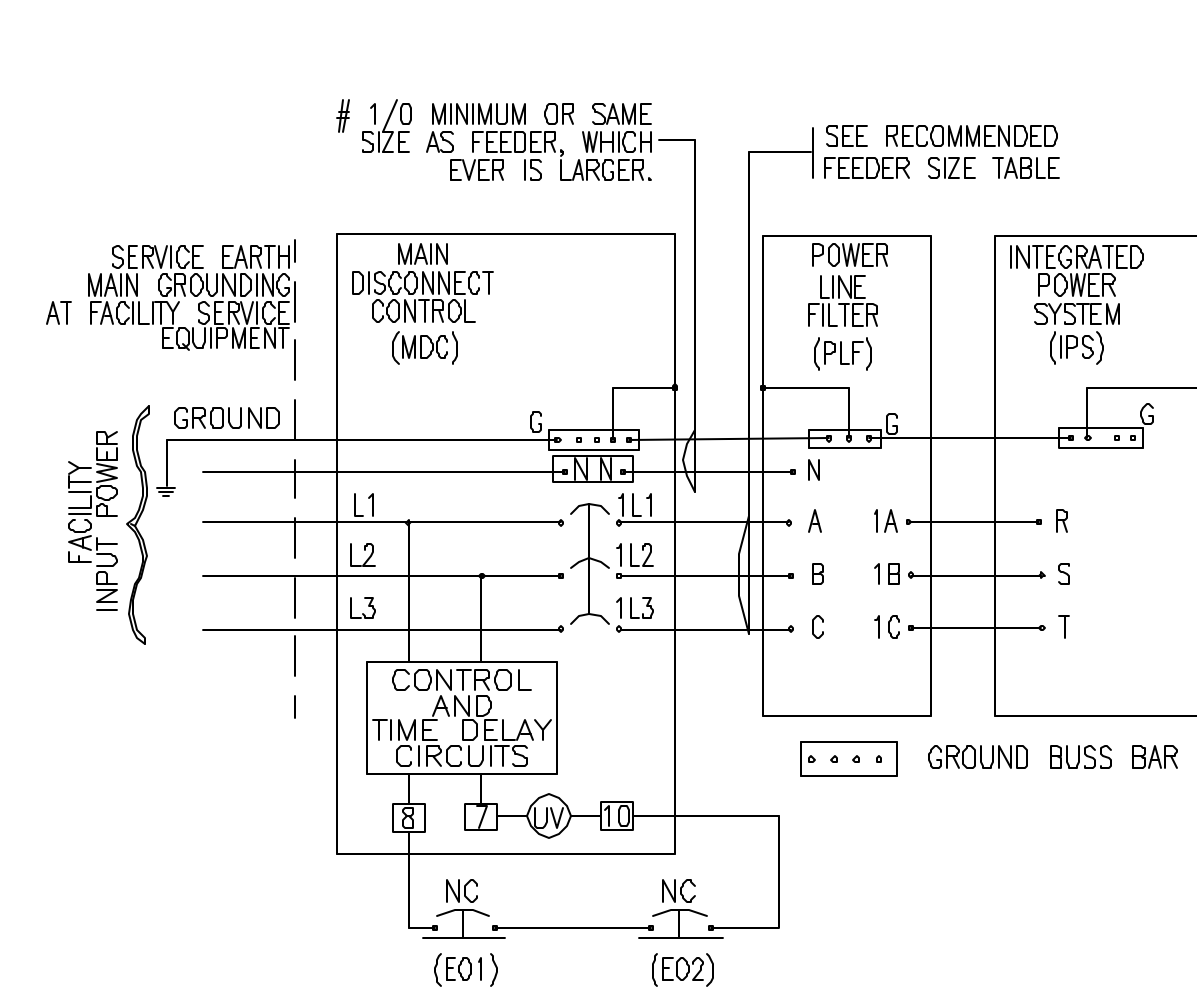 # 1/0 MINIMUM OR SAME
SIZE AS FEEDER, WHICH
EVER IS LARGER.
SEE RECOMMENDED
FEEDER SIZE TABLE
SERVICE EARTH
MAIN GROUNDING
AT FACILITY SERVICE
EQUIPMENT
MAIN
DISCONNECT
CONTROL
(MDC)
POWER
LINE
FILTER
(PLF)
INTEGRATED
POWER
SYSTEM
(IPS)
GROUND
G
G
G
FACILITY
INPUT POWER
N N
N
L1
1L1
A
1A
R
L2
1L2
B
1B
S
L3
1L3
C
1C
T
CONTROL
AND
TIME DELAY
CIRCUITS
GROUND BUSS BAR
8
7
UV
10
NC
NC
(EO1)
(EO2)